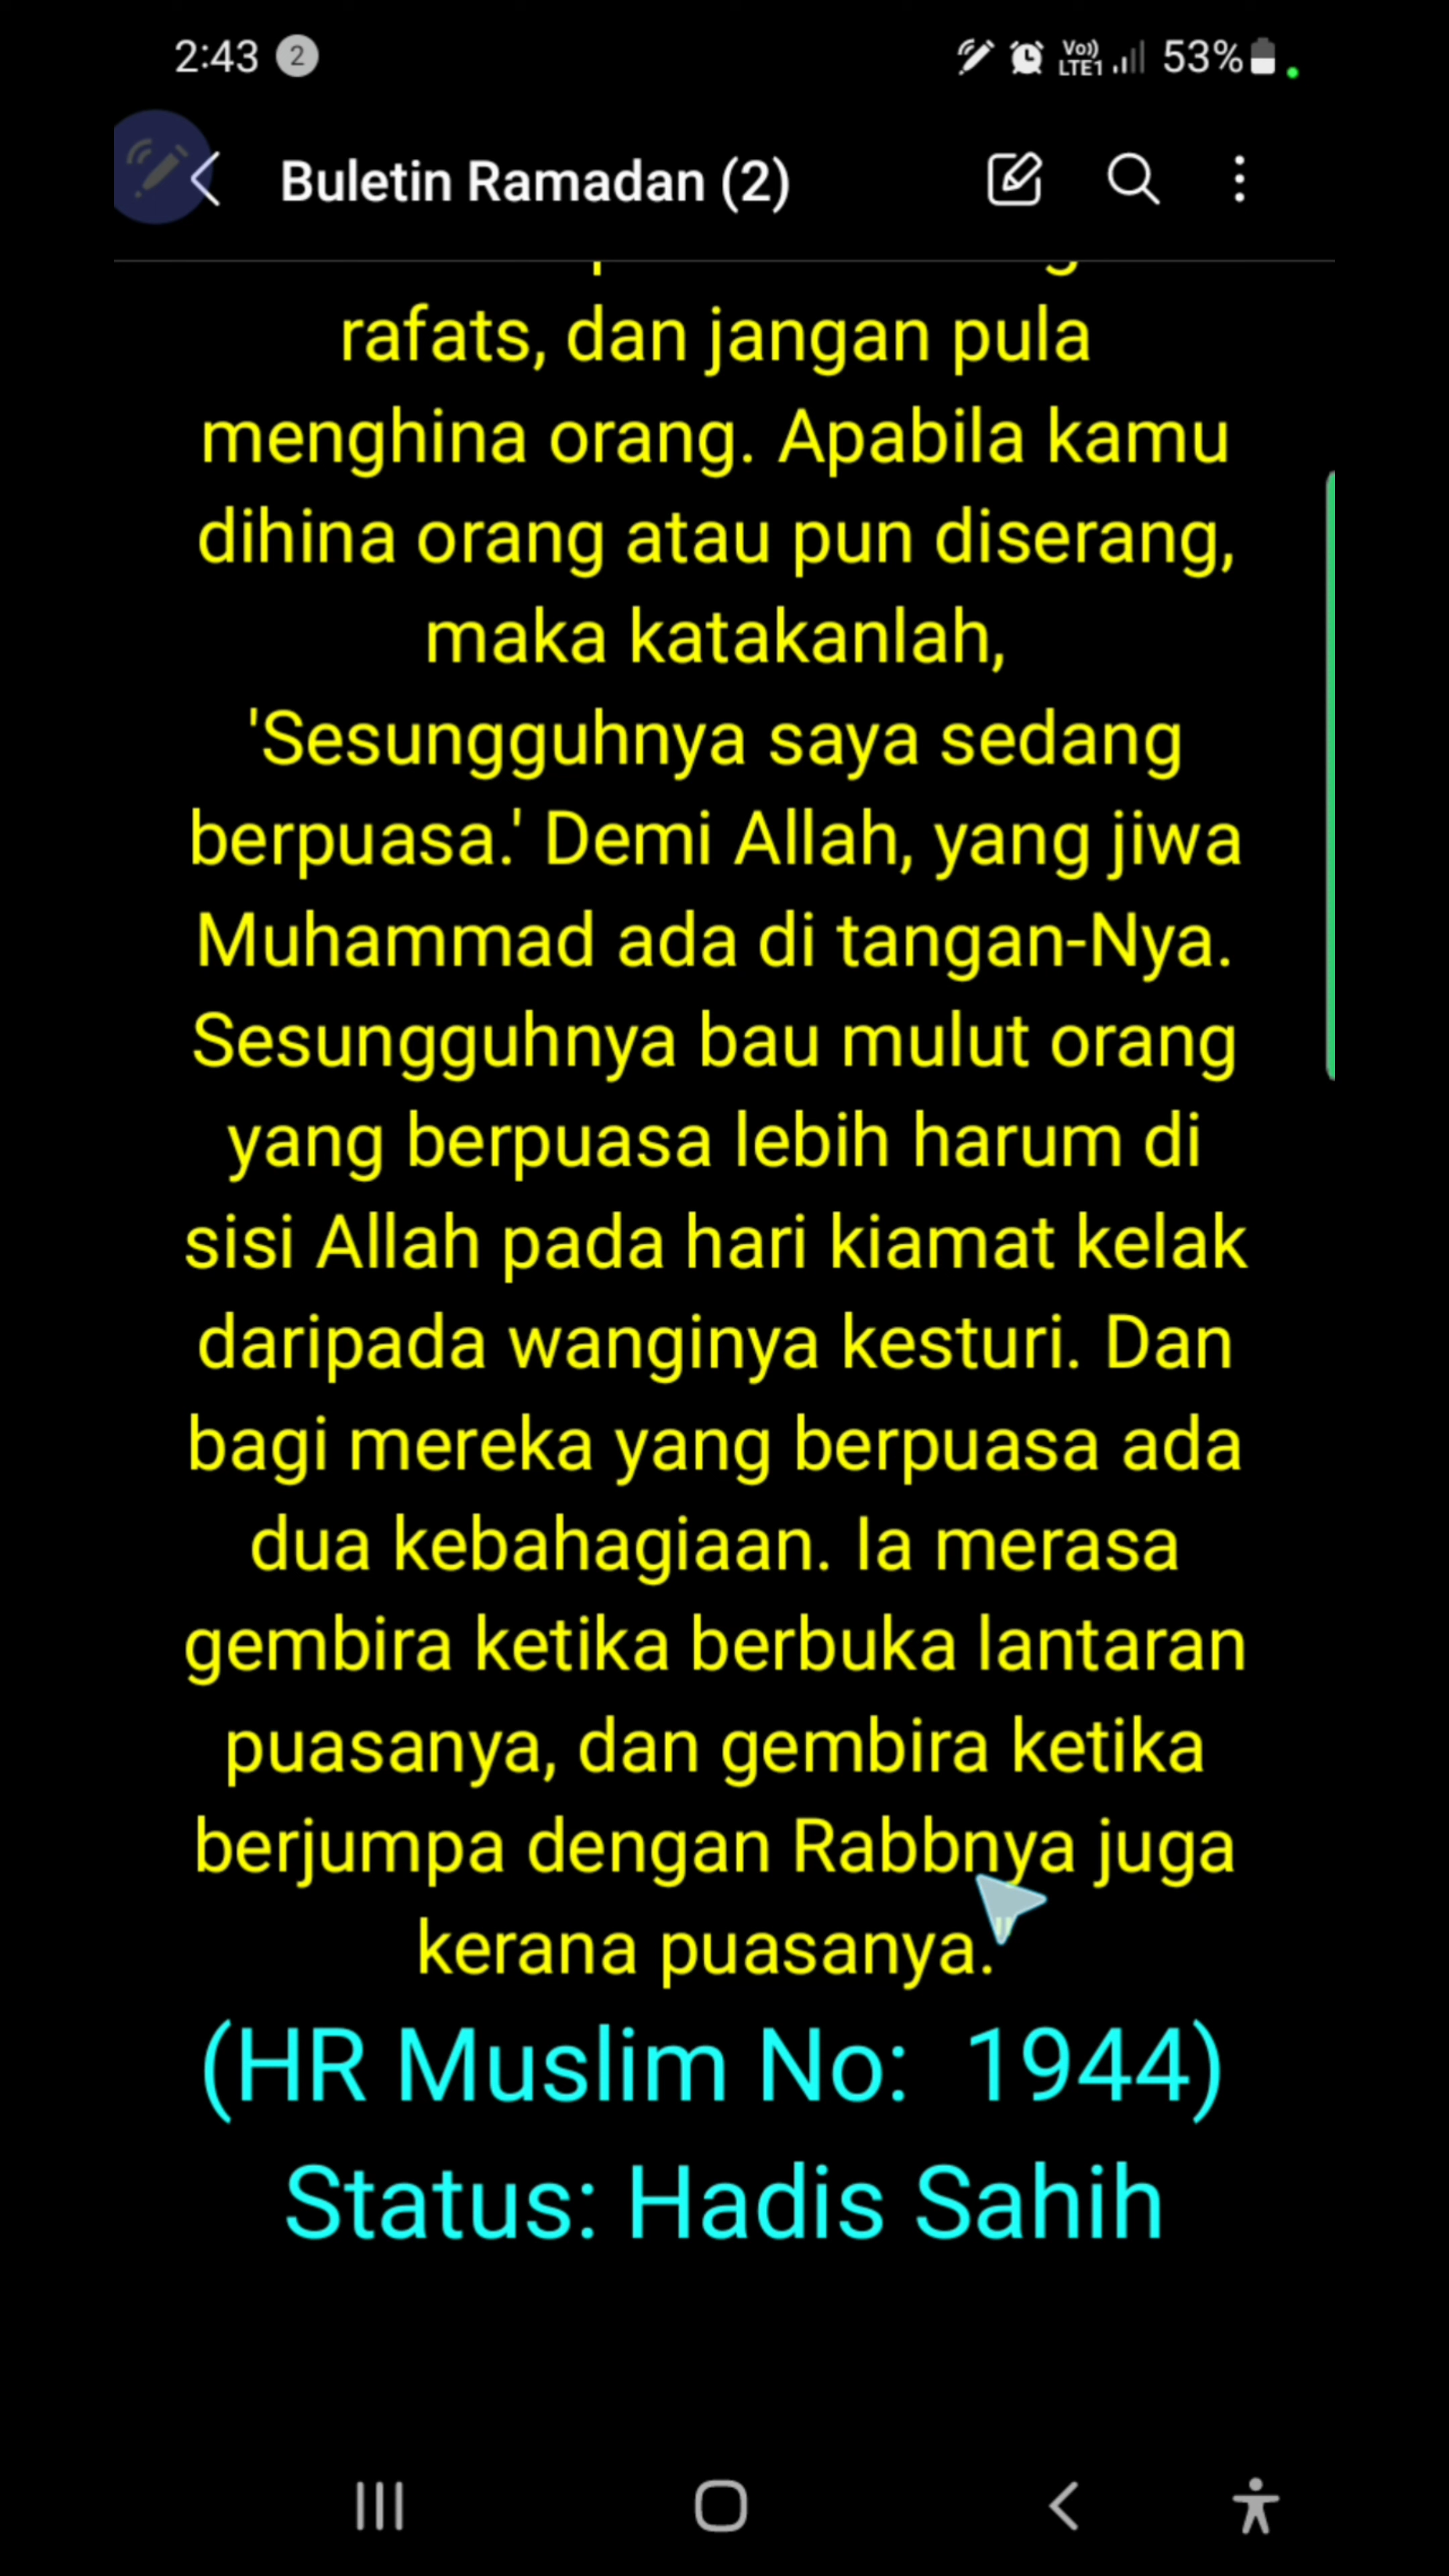 2:43 2 Vo)) LTE1 53%
Buletin Ramadan (2)
rafats, dan jangan pula
menghina orang. Apabila kamu
dihina orang atau pun diserang,
maka katakanlah,
'Sesungguhnya saya sedang
berpuasa.' Demi Allah, yang jiwa
Muhammad ada di tangan-Nya.
Sesungguhnya bau mulut orang
yang berpuasa lebih harum di
sisi Allah pada hari kiamat kelak
daripada wanginya kesturi. Dan
bagi mereka yang berpuasa ada
dua kebahagiaan. Ia merasa
gembira ketika berbuka lantaran
puasanya, dan gembira ketika
berjumpa dengan Rabbnya juga
kerana puasanya."
(HR Muslim No:  1944)
Status: Hadis Sahih